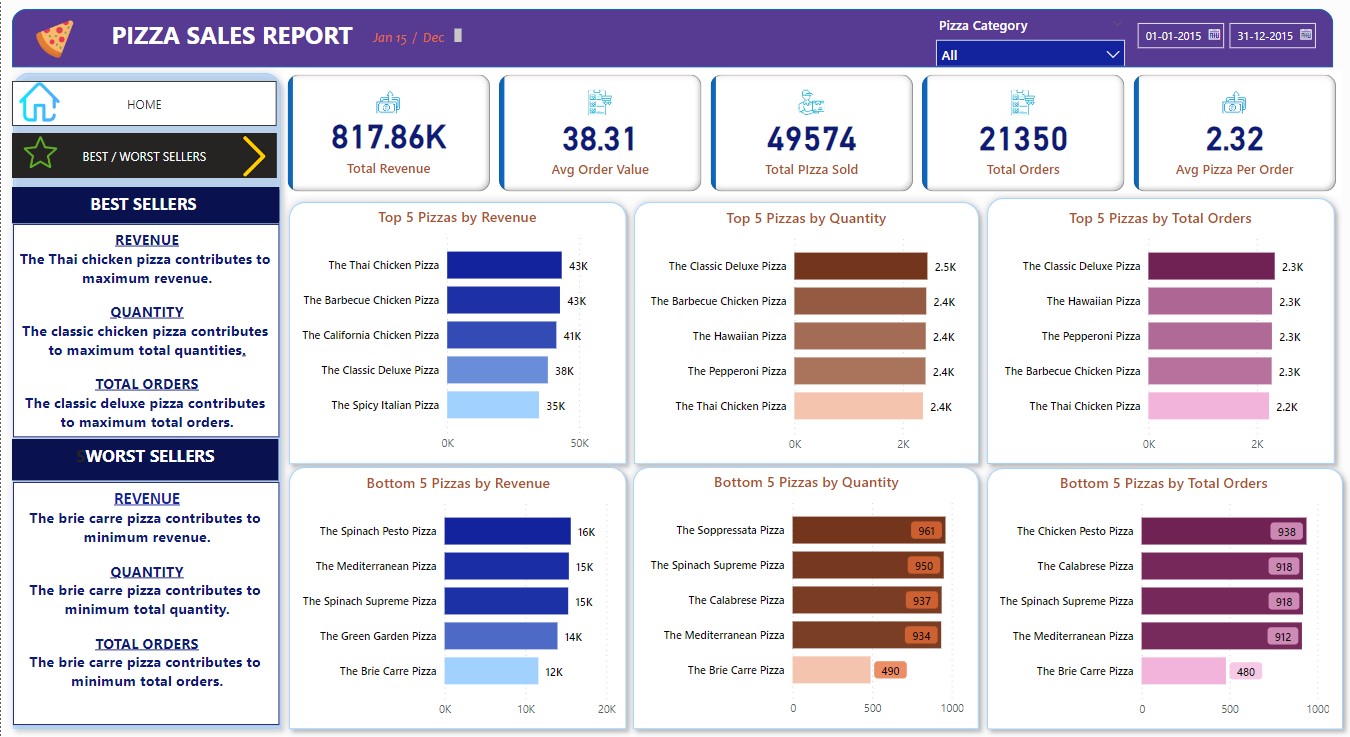 PIZZA SALES REPORT
Jan 15 / Dec
Pizza Category
All
01-01-2015
31-12-2015
HOME
BEST / WORST SELLERS
817.86K
Total Revenue
38.31
Avg Order Value
49574
Total PIzza Sold
21350
Total Orders
2.32
Avg Pizza Per Order
BEST SELLERS
REVENUE
The Thai chicken pizza contributes to
maximum revenue.
QUANTITY
The classic chicken pizza contributes
to maximum total quantities.
TOTAL ORDERS
The classic deluxe pizza contributes
to maximum total orders.
SWORST SELLERS
REVENUE
The brie carre pizza contributes to
minimum revenue.
QUANTITY
The brie carre pizza contributes to
minimum total quantity.
TOTAL ORDERS
The brie carre pizza contributes to
minimum total orders.
Top 5 Pizzas by Revenue
The Thai Chicken Pizza 43K
The Barbecue Chicken Pizza 43K
The California Chicken Pizza 41K
The Classic Deluxe Pizza 38K
The Spicy Italian Pizza 35K
0K 50K
Top 5 Pizzas by Quantity
The Classic Deluxe Pizza 2.5K
The Barbecue Chicken Pizza 2.4K
The Hawaiian Pizza 2.4K
The Pepperoni Pizza 2.4K
The Thai Chicken Pizza 2.4K
0K 2K
Top 5 Pizzas by Total Orders
The Classic Deluxe Pizza 2.3K
The Hawaiian Pizza 2.3K
The Pepperoni Pizza 2.3K
The Barbecue Chicken Pizza 2.3K
The Thai Chicken Pizza 2.2K
0K 2K
Bottom 5 Pizzas by Revenue
The Spinach Pesto Pizza 16K
The Mediterranean Pizza 15K
The Spinach Supreme Pizza 15K
The Green Garden Pizza 14K
The Brie Carre Pizza 12K
0K 10K 20K
Bottom 5 Pizzas by Quantity
The Soppressata Pizza 961
The Spinach Supreme Pizza 950
The Calabrese Pizza 937
The Mediterranean Pizza 934
The Brie Carre Pizza 490
0 500 1000
Bottom 5 Pizzas by Total Orders
The Chicken Pesto Pizza 938
The Calabrese Pizza 918
The Spinach Supreme Pizza 918
The Mediterranean Pizza 912
The Brie Carre Pizza 480
0 500 1000